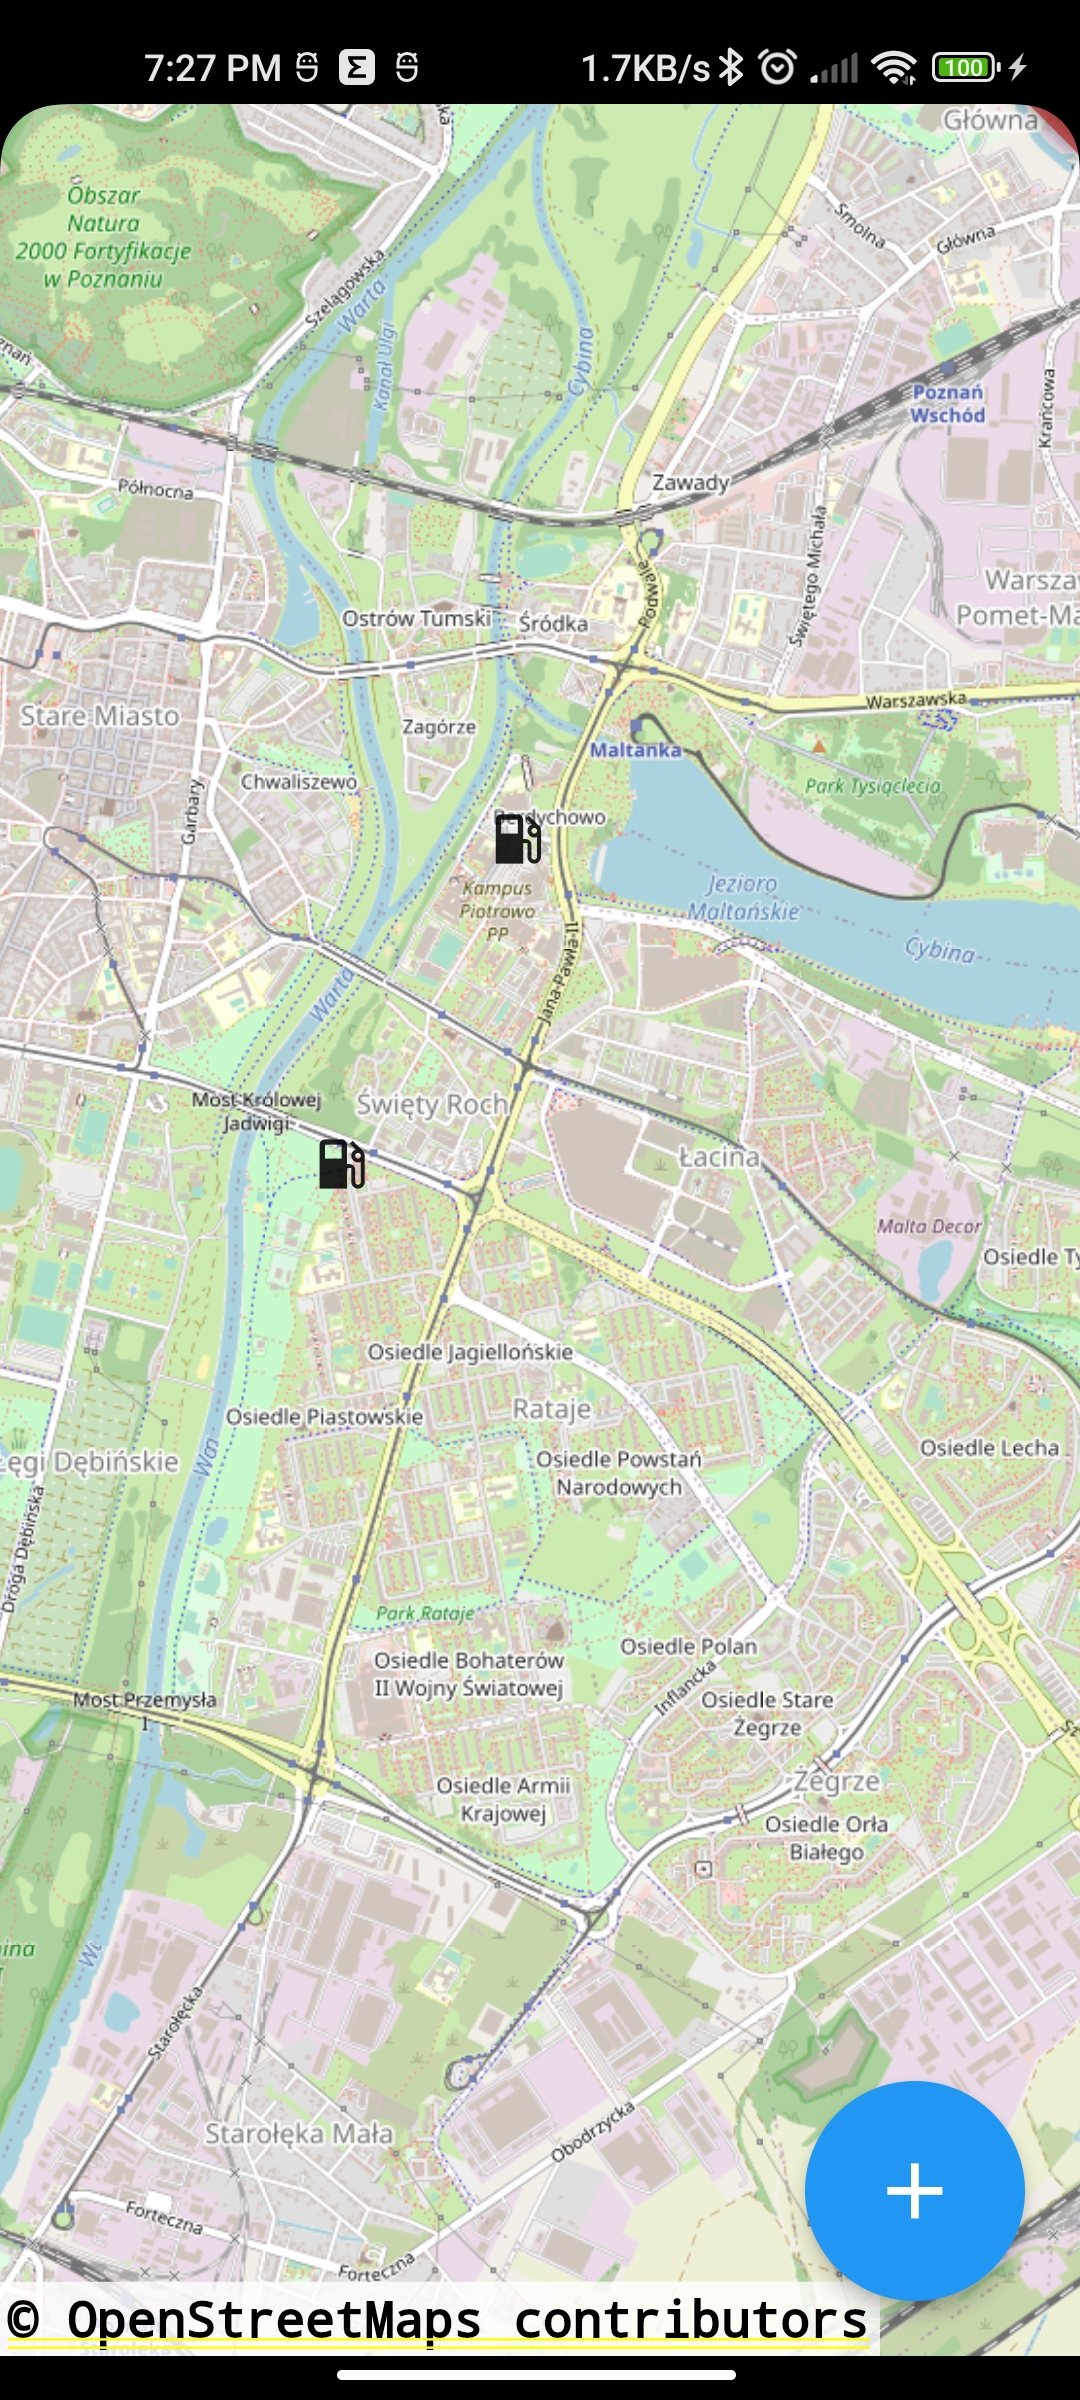 7:27 PM
1.7KB/s
100
Główna
Obszar
Natura
2000 Fortyfikacje
w Poznaniu
Szelągowska
Warta
Kanał Ulgi
Cybina
Smolna
Główna
Poznań
Wschód
Krańcowa
Północna
Zawady
Świętego Michała
Podwale
Ostrów Tumski
Śródka
Stare Miasto
Zagórze
Maltanka
Warszawska
Park Tysiąclecia
Chwaliszewo
Garbary
Kampus
Piotrowo
PP
Jezioro
Maltańskie
Cybina
Jana Pawła II
Warta
Most Królowej
Jadwigi
Święty Roch
Łacina
Malta Decor
Osiedle Ty
Osiedle Jagiellońskie
Osiedle Piastowskie
Rataje
Osiedle Powstań
Narodowych
Osiedle Lecha
Łęgi Dębińskie
Droga Dębińska
Park Rataje
Osiedle Bohaterów
II Wojny Światowej
Osiedle Polan
Inflancka
Osiedle Stare
Żegrze
Most Przemysła
I
Żegrze
Osiedle Armii
Krajowej
Osiedle Orła
Białego
Starołęcka
Starołęka Mała
Obodrzycka
Forteczna
Forteczna
© OpenStreetMaps contributors